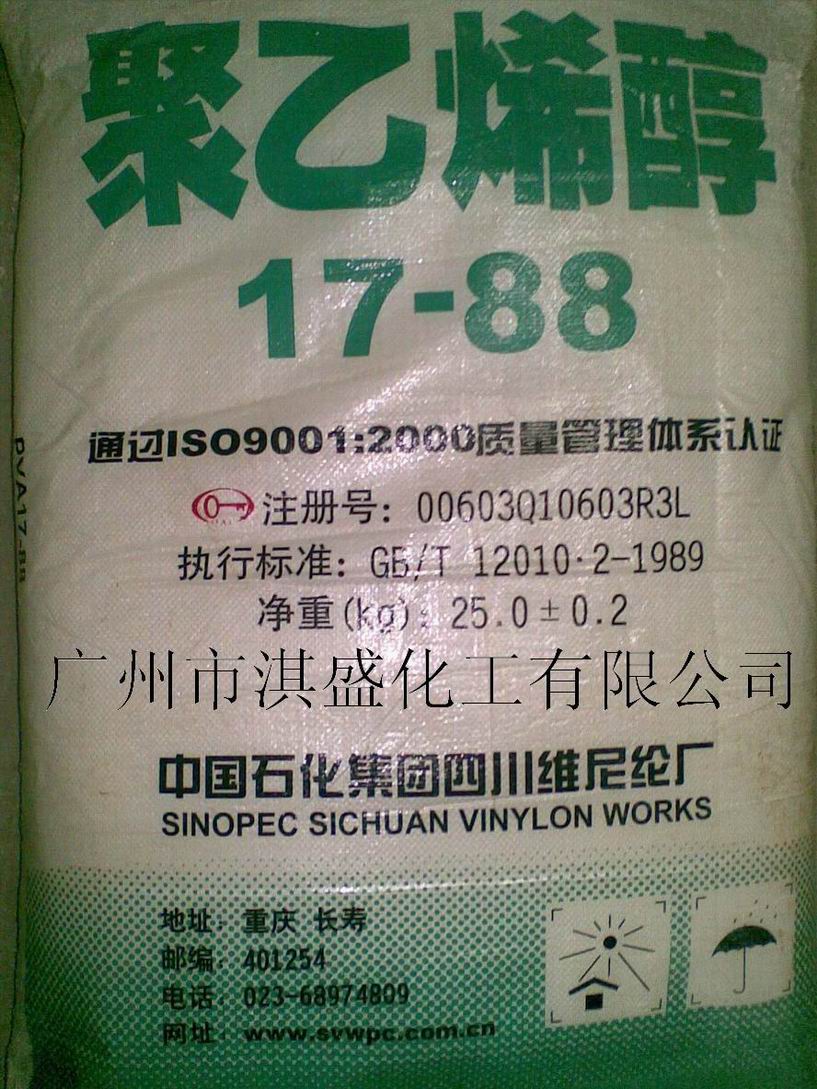 聚乙烯醇
17-88
通过ISO9001:2000质量管理体系认证
注册号：00603Q10603R3L
执行标准：GB/T 12010·2-1989
净重(kg)：25.0±0.2
广州市淇盛化工有限公司
中国石化集团四川维尼纶厂
SINOPEC SICHUAN VINYLON WORKS
地址：重庆 长寿
邮编：401254
电话：023-68974809
网址：www.svwpc.com.cn
PVA17-88